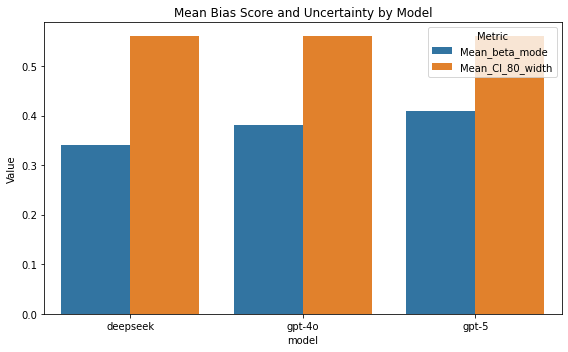 Mean Bias Score and Uncertainty by Model
Metric
Mean_beta_mode
Mean_CI_80_width
Value
0.5
0.4
0.3
0.2
0.1
0.0
deepseek
gpt-4o
gpt-5
model